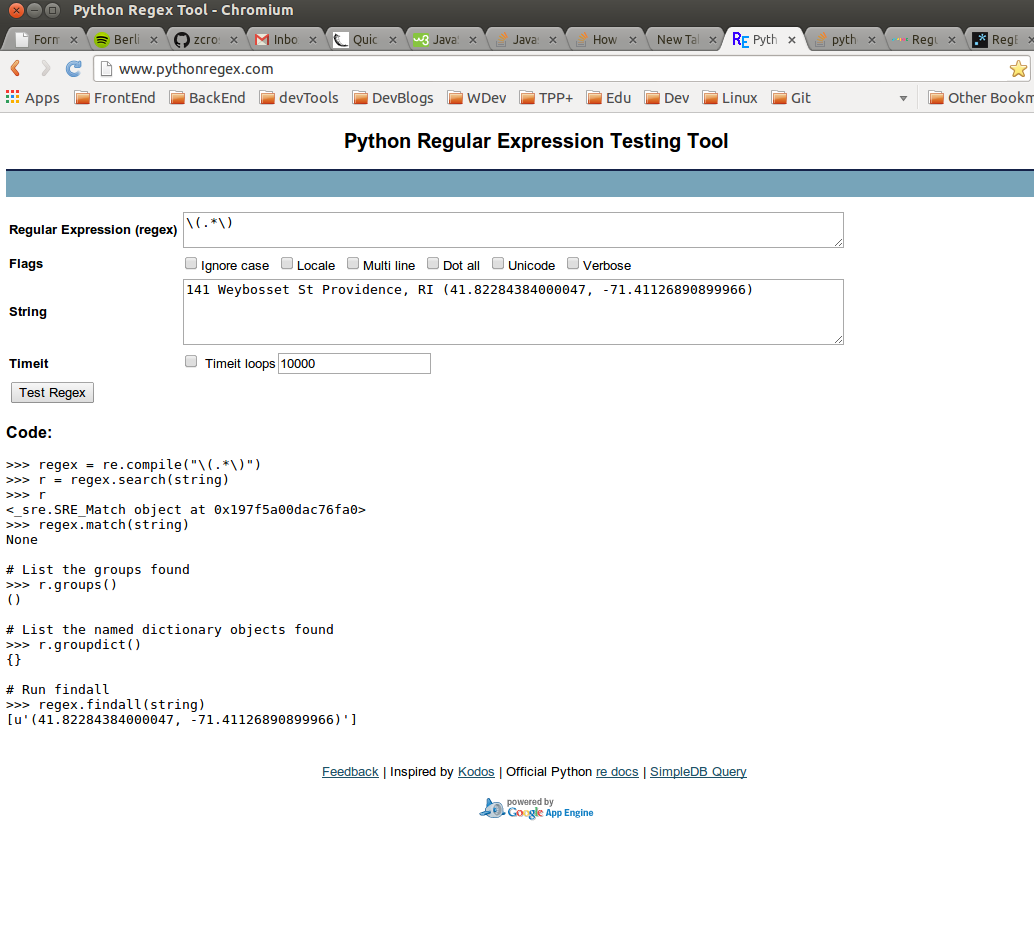 Python Regex Tool - Chromium
Form Berli zcros Inbo Quic Java Java How New Tal Pyth pyth Regu RegE
www.pythonregex.com
Apps FrontEnd BackEnd devTools DevBlogs WDev TPP+ Edu Dev Linux Git Other Bookm
Python Regular Expression Testing Tool
Regular Expression (regex) \(.*\)
Flags Ignore case Locale Multi line Dot all Unicode Verbose
String 141 Weybosset St Providence, RI (41.82284384000047, -71.41126890899966)
Timeit Timeit loops 10000
Test Regex
Code:
>>> regex = re.compile("\(.*\)")
>>> r = regex.search(string)
>>> r
<_sre.SRE_Match object at 0x197f5a00dac76fa0>
>>> regex.match(string)
None
# List the groups found
>>> r.groups()
()
# List the named dictionary objects found
>>> r.groupdict()
{}
# Run findall
>>> regex.findall(string)
[u'(41.82284384000047, -71.41126890899966)']
Feedback | Inspired by Kodos | Official Python re docs | SimpleDB Query
powered by
Google App Engine